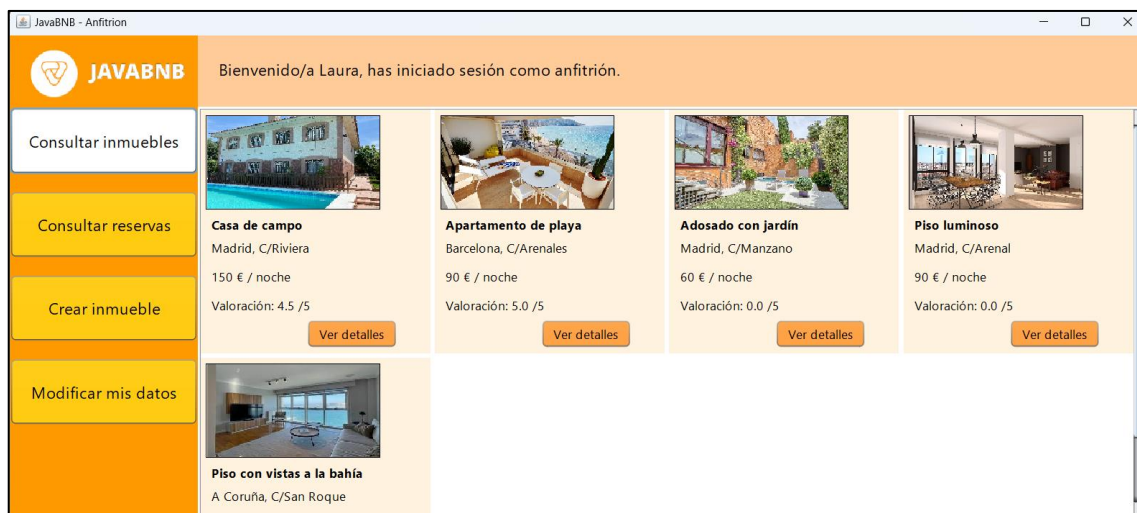 JavaBNB - Anfitrion
JAVABNB
Bienvenido/a Laura, has iniciado sesión como anfitrión.
Consultar inmuebles
Consultar reservas
Crear inmueble
Modificar mis datos
Casa de campo
Madrid, C/Riviera
150 € / noche
Valoración: 4.5 /5
Ver detalles
Apartamento de playa
Barcelona, C/Arenales
90 € / noche
Valoración: 5.0 /5
Ver detalles
Adosado con jardín
Madrid, C/Manzano
60 € / noche
Valoración: 0.0 /5
Ver detalles
Piso luminoso
Madrid, C/Arenal
90 € / noche
Valoración: 0.0 /5
Ver detalles
Piso con vistas a la bahía
A Coruña, C/San Roque